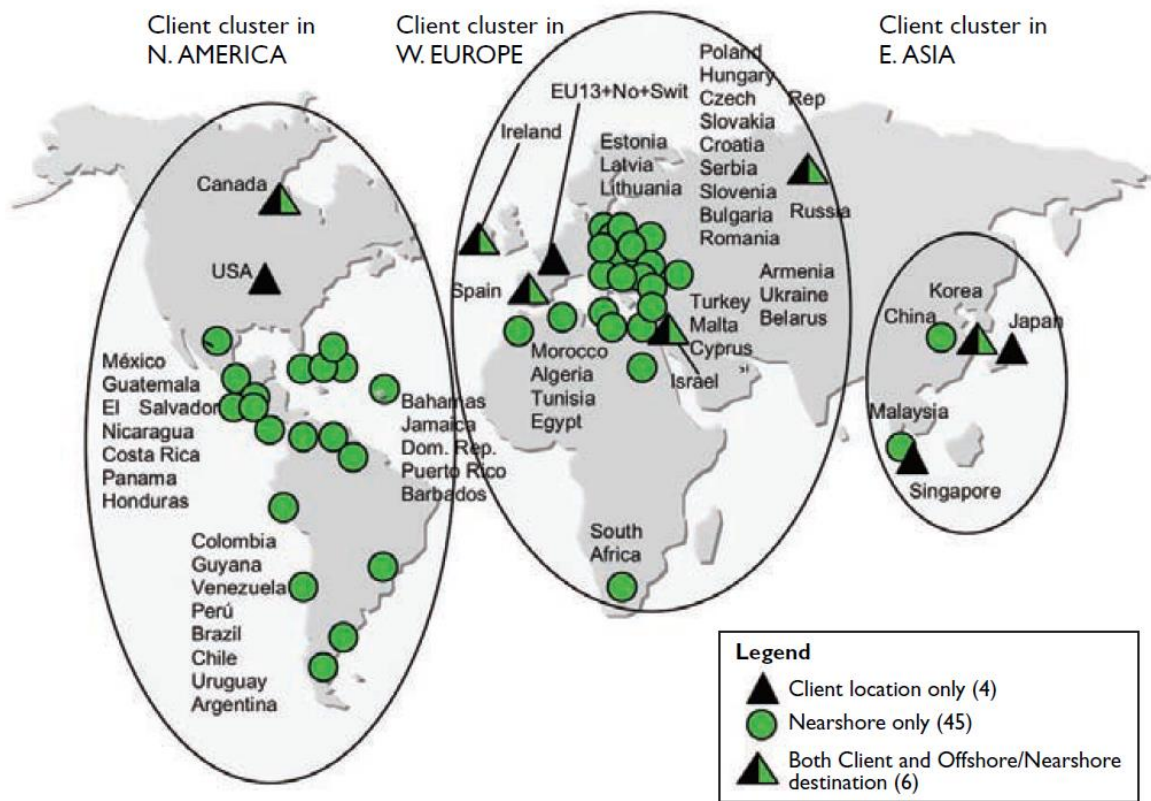 Client cluster in
N. AMERICA
Client cluster in
W. EUROPE
Client cluster in
E. ASIA
Canada
USA
México
Guatemala
El Salvador
Nicaragua
Costa Rica
Panama
Honduras
Bahamas
Jamaica
Dom. Rep.
Puerto Rico
Barbados
Colombia
Guyana
Venezuela
Perú
Brazil
Chile
Uruguay
Argentina
EU13+No+Swit
Ireland
Spain
Estonia
Latvia
Lithuania
Poland
Hungary
Czech Rep
Slovakia
Croatia
Serbia
Slovenia
Bulgaria
Romania
Russia
Armenia
Ukraine
Belarus
Turkey
Malta
Cyprus
Israel
Morocco
Algeria
Tunisia
Egypt
South
Africa
Korea
China
Japan
Malaysia
Singapore
Legend
Client location only (4)
Nearshore only (45)
Both Client and Offshore/Nearshore
destination (6)